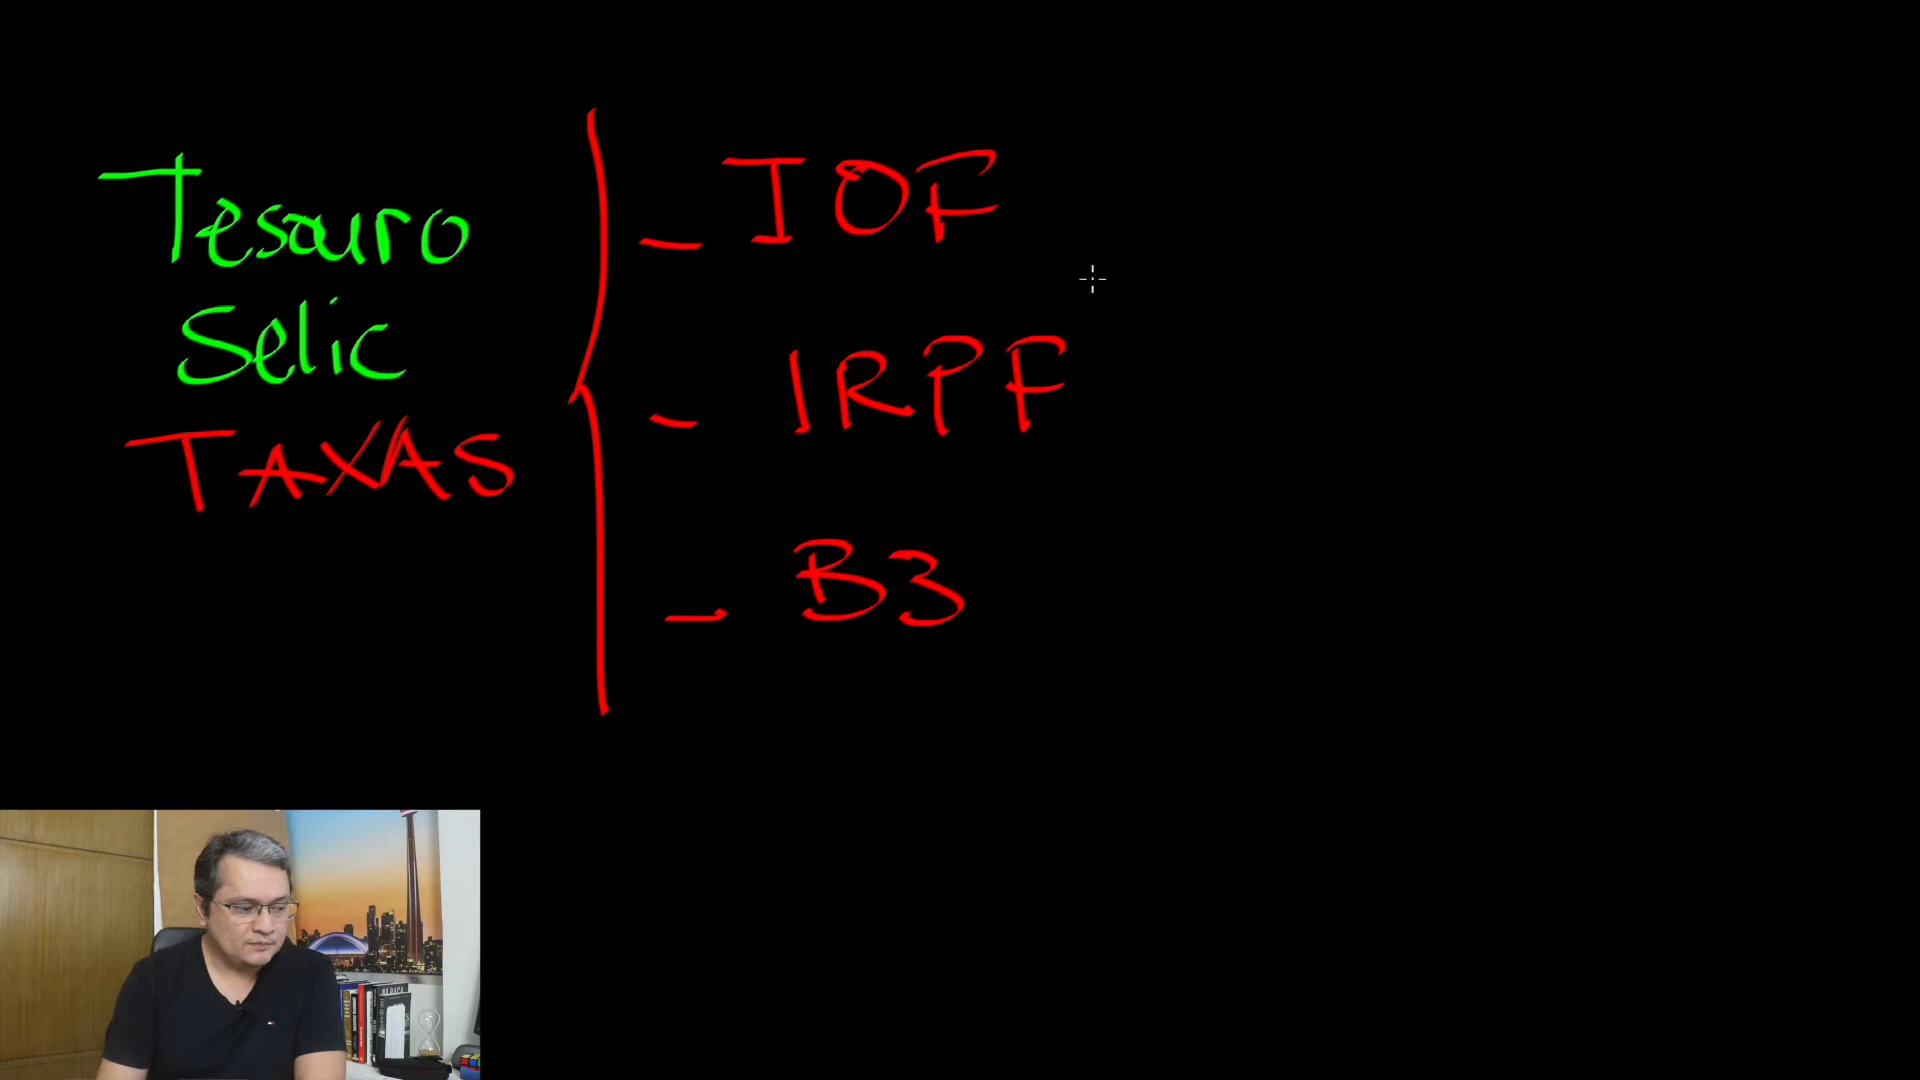 Tesouro
Selic
TAXAS
- IOF
- IRPF
- B3